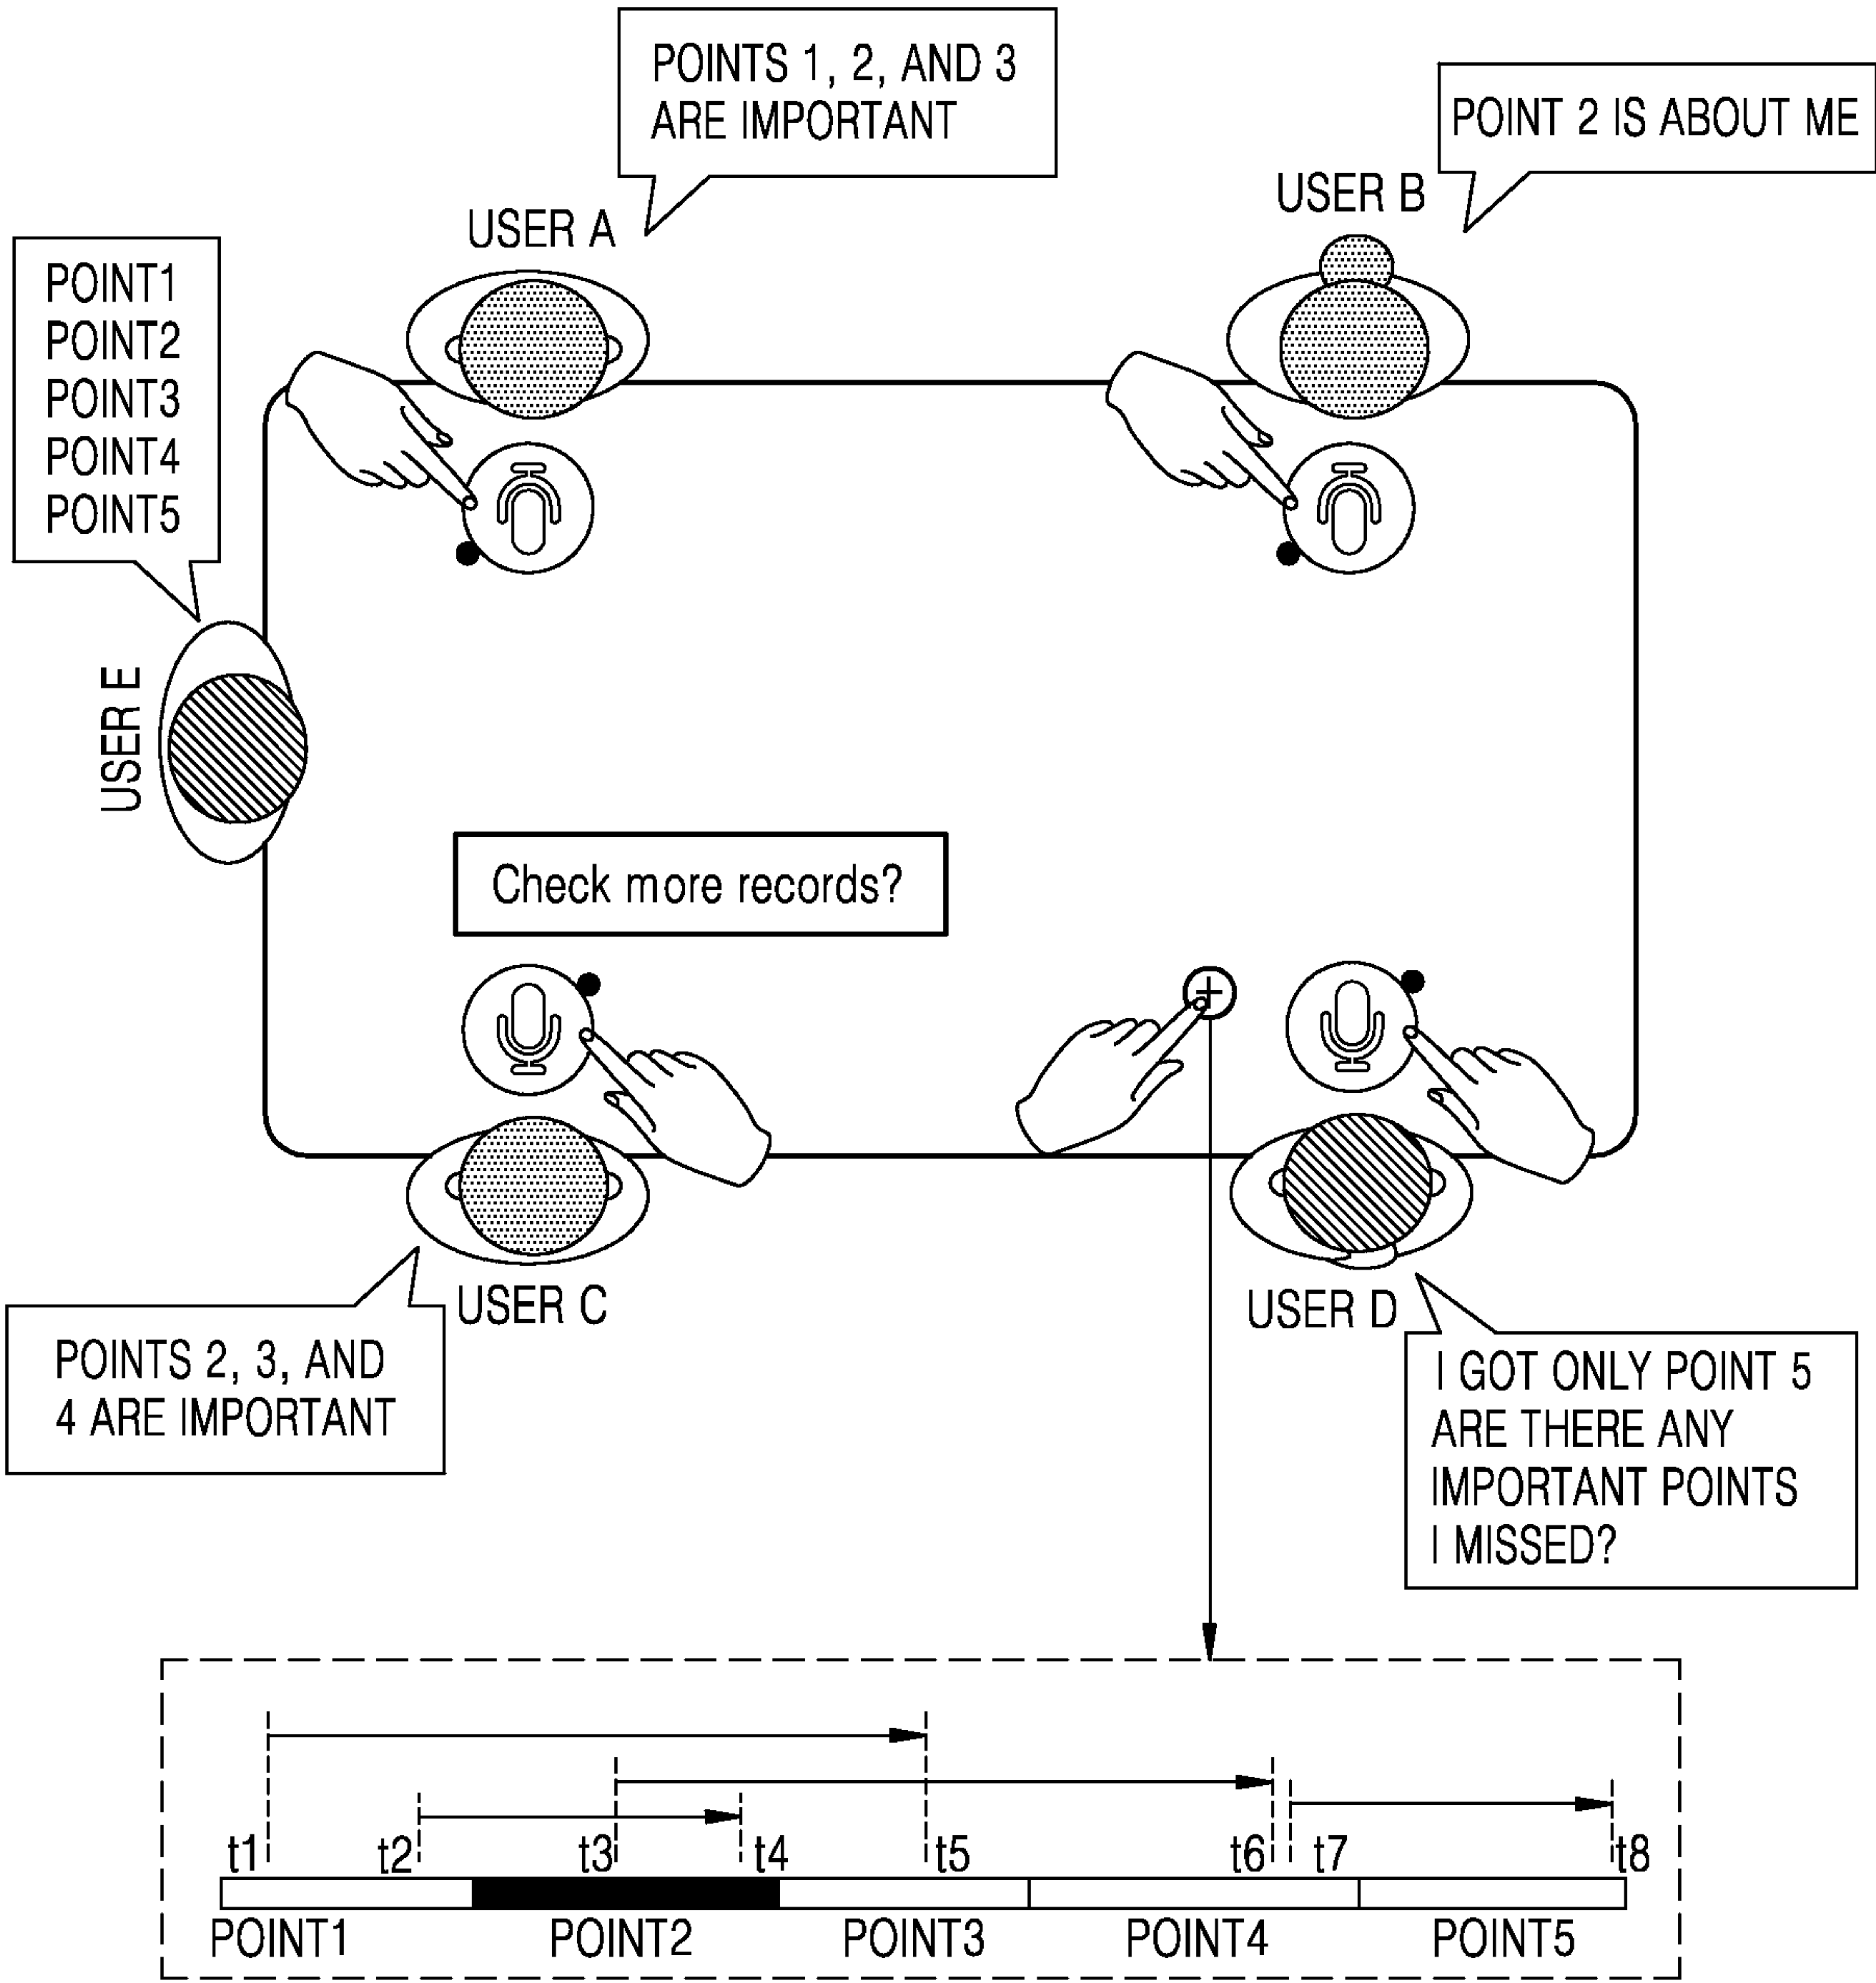 POINTS 1, 2, AND 3
ARE IMPORTANT
POINT 2 IS ABOUT ME
USER A
USER B
POINT1
POINT2
POINT3
POINT4
POINT5
USER E
Check more records?
USER C
USER D
POINTS 2, 3, AND
4 ARE IMPORTANT
I GOT ONLY POINT 5
ARE THERE ANY
IMPORTANT POINTS
I MISSED?
t1 t2 t3 t4 t5 t6 t7 t8
POINT1 POINT2 POINT3 POINT4 POINT5